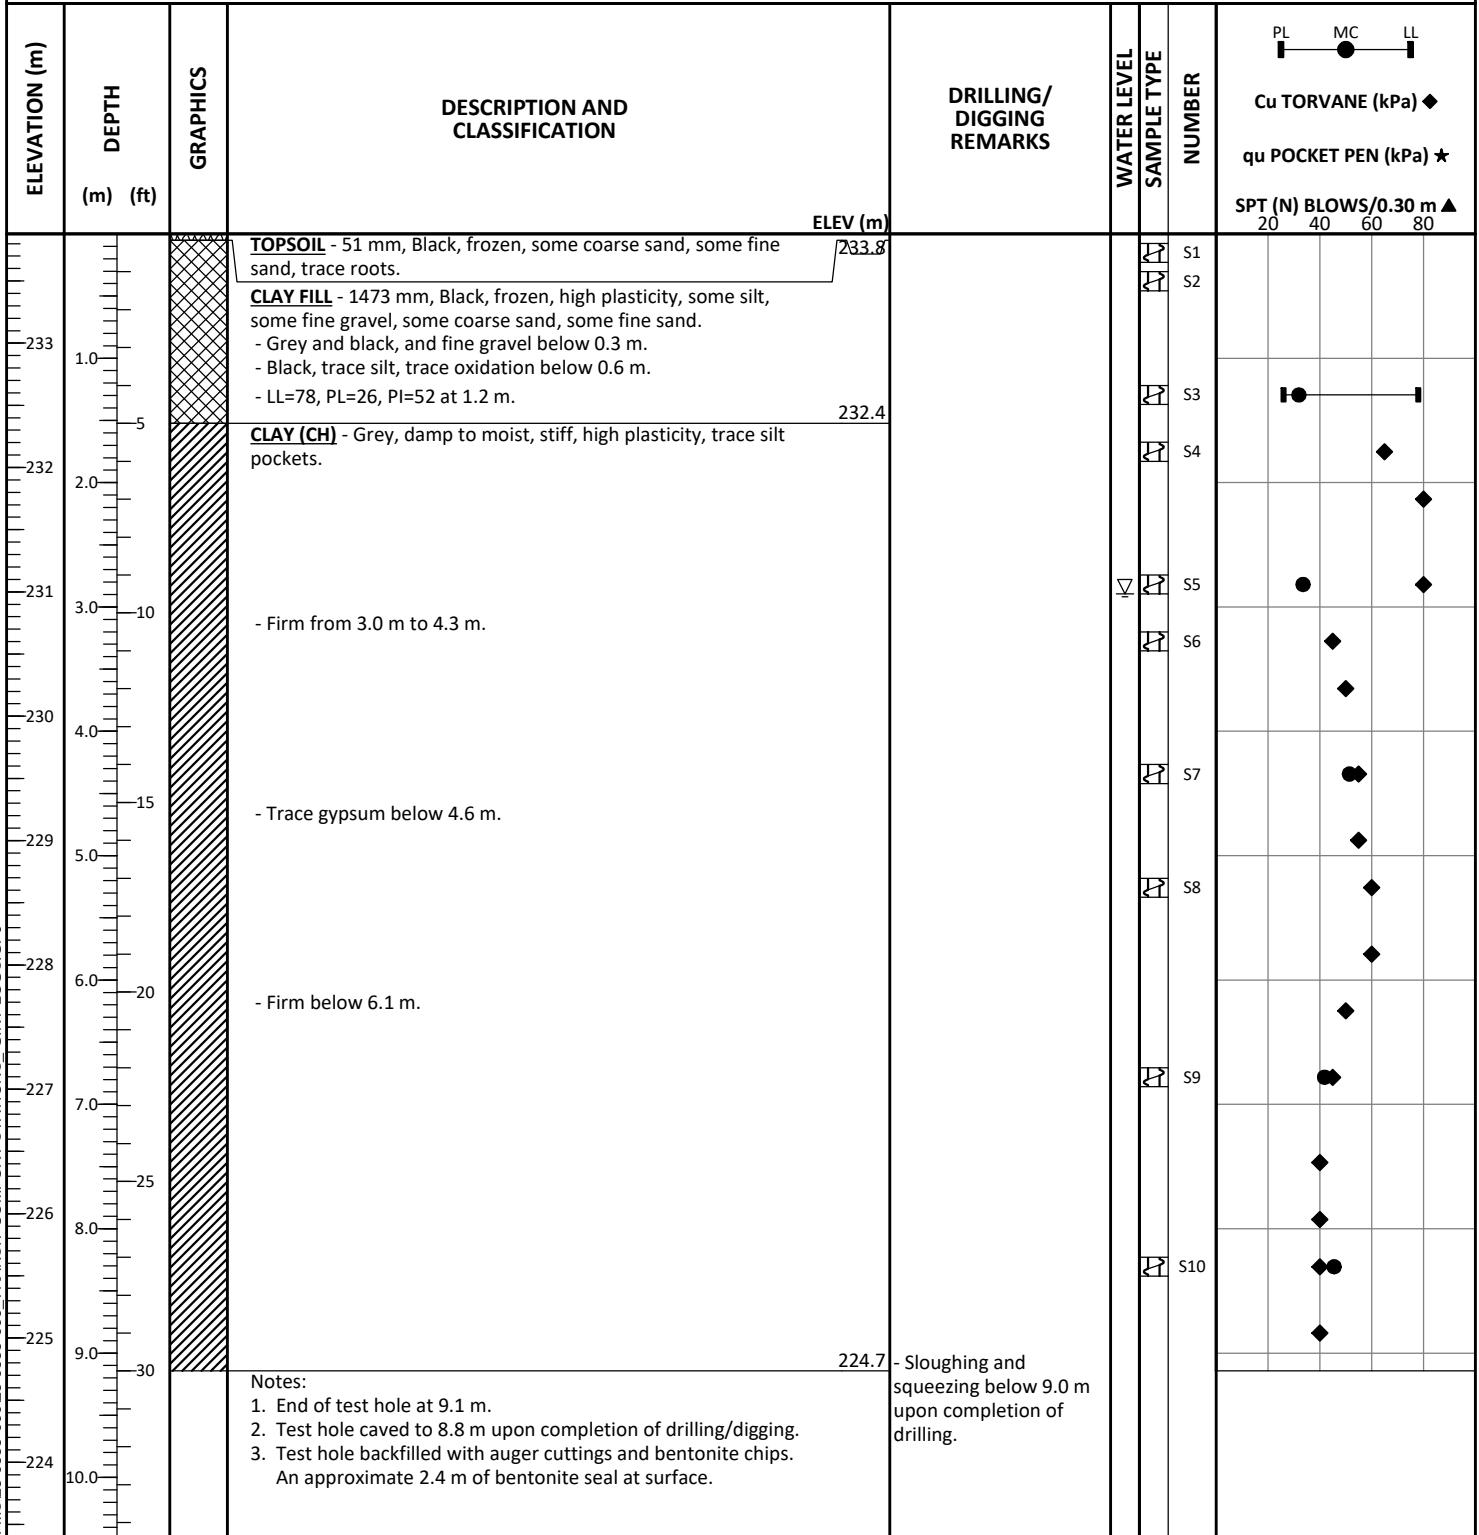 ELEVATION (m)
DEPTH
(m) (ft)
GRAPHICS
DESCRIPTION AND
CLASSIFICATION
ELEV (m)
DRILLING/
DIGGING
REMARKS
WATER LEVEL
SAMPLE TYPE
NUMBER
PL MC LL
Cu TORVANE (kPa) ◆
qu POCKET PEN (kPa) ★
SPT (N) BLOWS/0.30 m ▲
20 40 60 80
TOPSOIL - 51 mm, Black, frozen, some coarse sand, some fine
sand, trace roots.
233.8
S1
S2
CLAY FILL - 1473 mm, Black, frozen, high plasticity, some silt,
some fine gravel, some coarse sand, some fine sand.
- Grey and black, and fine gravel below 0.3 m.
233
1.0
- Black, trace silt, trace oxidation below 0.6 m.
- LL=78, PL=26, PI=52 at 1.2 m.
S3
232.4
5
CLAY (CH) - Grey, damp to moist, stiff, high plasticity, trace silt
pockets.
S4
232
2.0
231
S5
3.0
10
- Firm from 3.0 m to 4.3 m.
S6
230
4.0
S7
15
- Trace gypsum below 4.6 m.
229
5.0
S8
228
6.0
20
- Firm below 6.1 m.
227
S9
7.0
25
226
8.0
S10
225
9.0
30
224.7
- Sloughing and
squeezing below 9.0 m
upon completion of
drilling.
Notes:
1. End of test hole at 9.1 m.
2. Test hole caved to 8.8 m upon completion of drilling/digging.
3. Test hole backfilled with auger cuttings and bentonite chips.
An approximate 2.4 m of bentonite seal at surface.
224
10.0